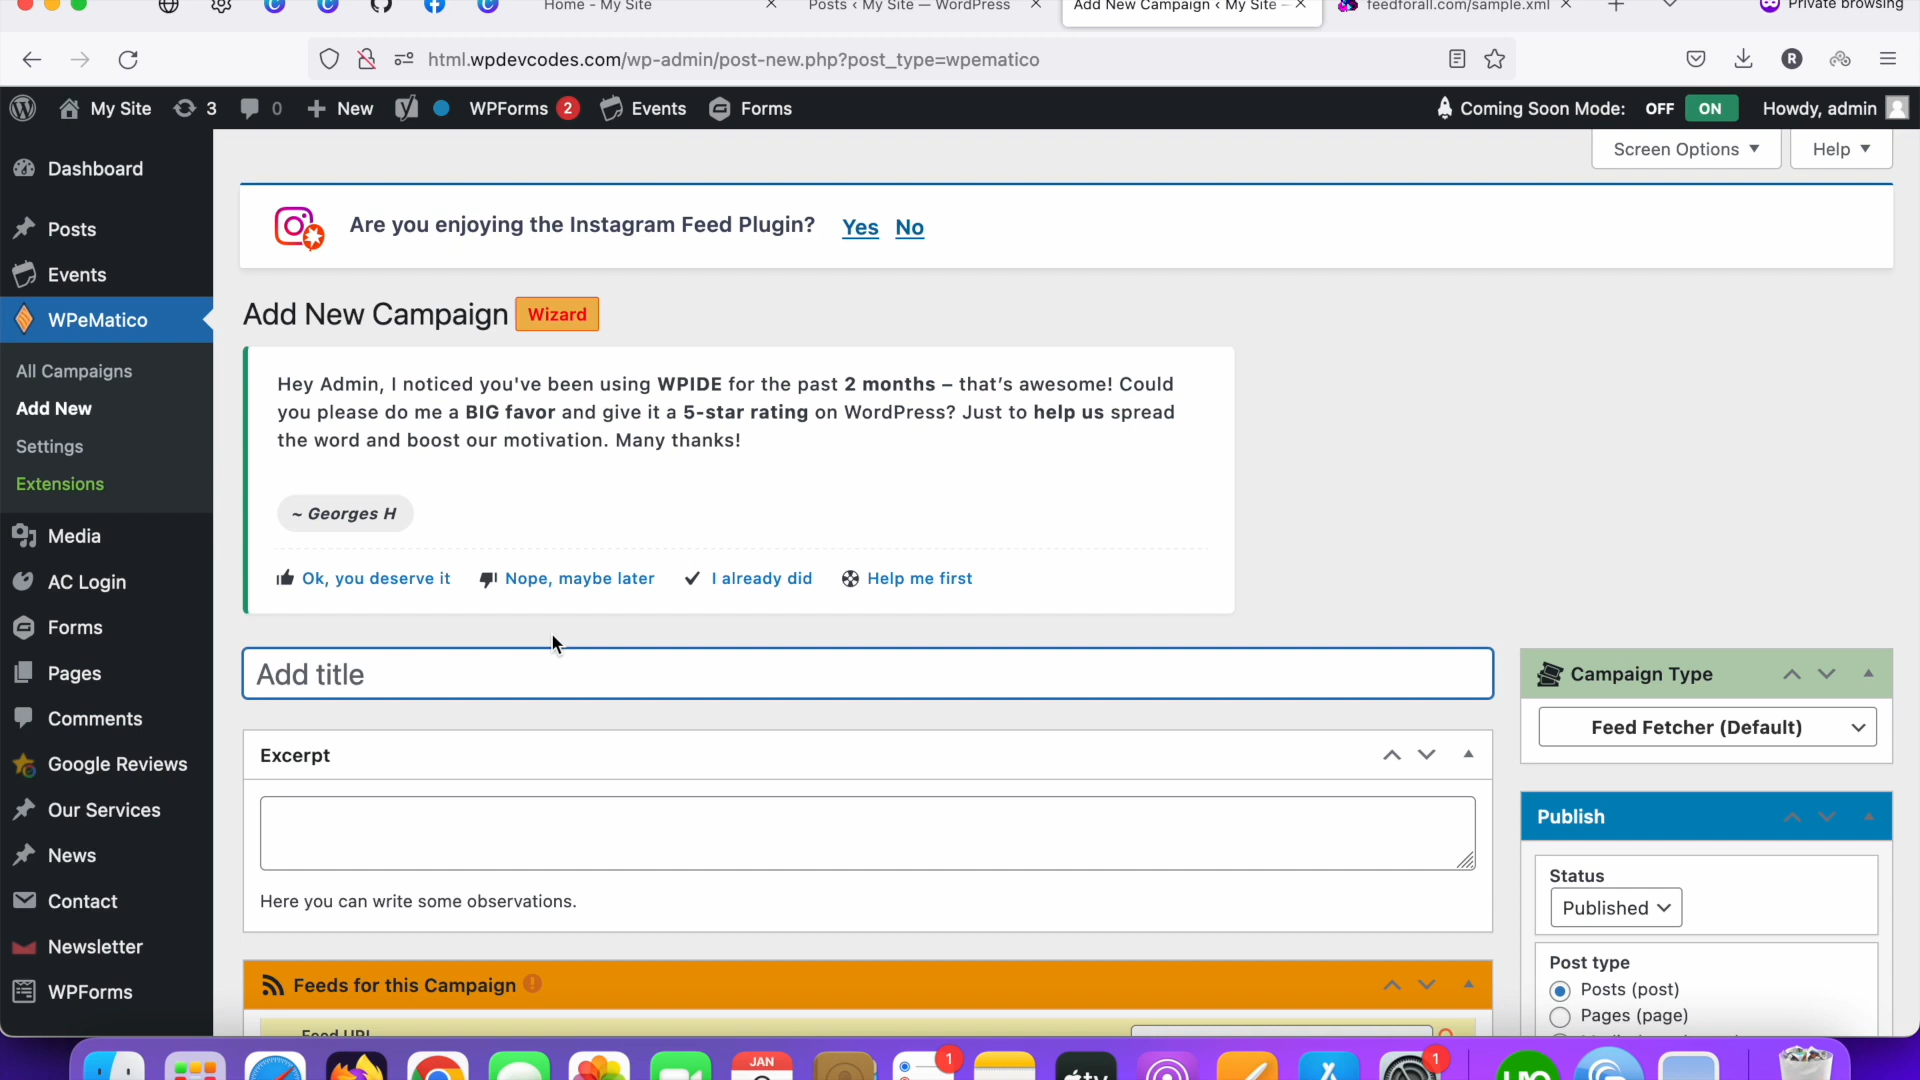 Home - My Site
Posts ‹ My Site — WordPress
Add New Campaign ‹ My Site –
feedforall.com/sample.xml
Private browsing
html.wpdevcodes.com/wp-admin/post-new.php?post_type=wpematico
R
My Site
3
0
New
WPForms 2
Events
Forms
Coming Soon Mode: OFF ON
Howdy, admin
Screen Options
Help
Dashboard
Posts
Events
WPeMatico
All Campaigns
Add New
Settings
Extensions
Media
AC Login
Forms
Pages
Comments
Google Reviews
Our Services
News
Contact
Newsletter
WPForms
Are you enjoying the Instagram Feed Plugin? Yes No
Add New Campaign Wizard
Hey Admin, I noticed you've been using WPIDE for the past 2 months – that's awesome! Could
you please do me a BIG favor and give it a 5-star rating on WordPress? Just to help us spread
the word and boost our motivation. Many thanks!
~ Georges H
Ok, you deserve it
Nope, maybe later
I already did
Help me first
Add title
Excerpt
Here you can write some observations.
Feeds for this Campaign
Feed URL
Campaign Type
Feed Fetcher (Default)
Publish
Status
Published
Post type
Posts (post)
Pages (page)
JAN
1
tv
1